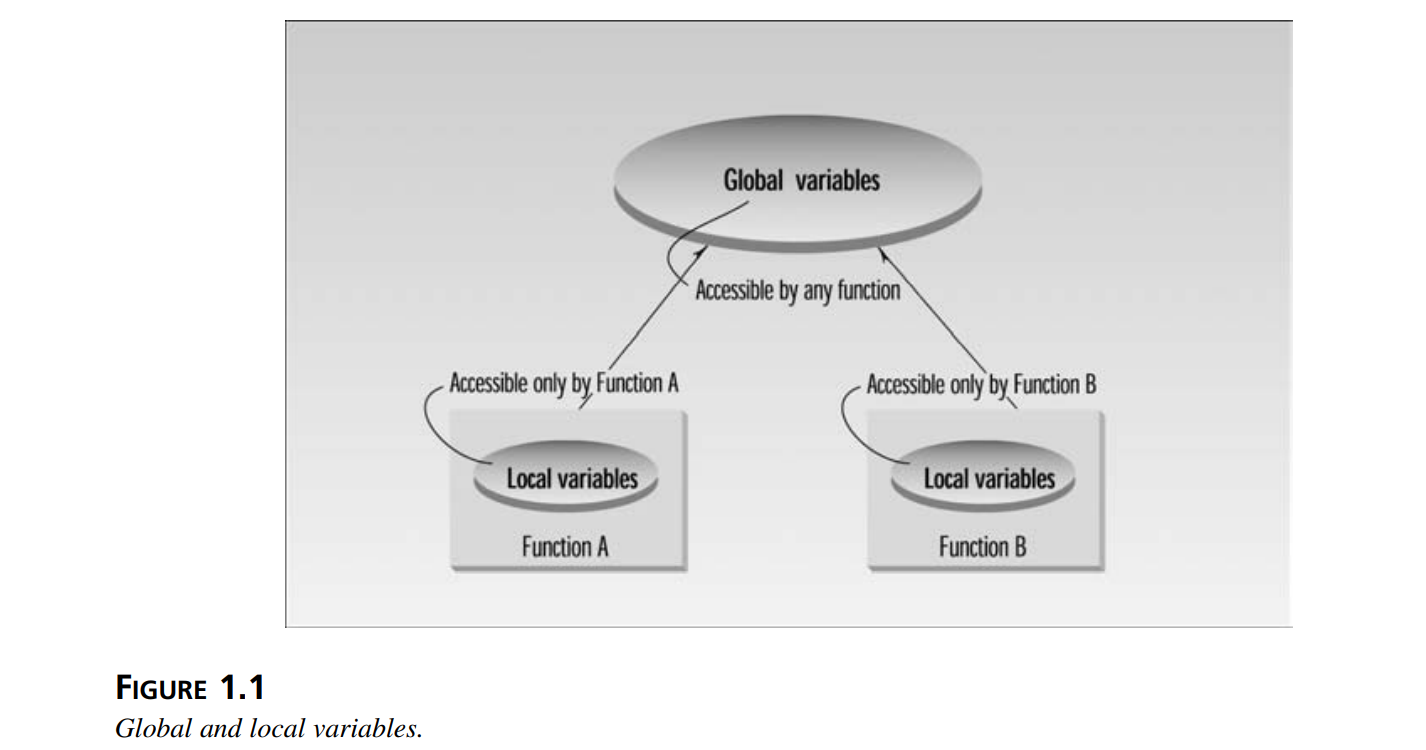 Global variables
Accessible by any function
Accessible only by Function A
Accessible only by Function B
Local variables
Local variables
Function A
Function B
FIGURE 1.1
Global and local variables.